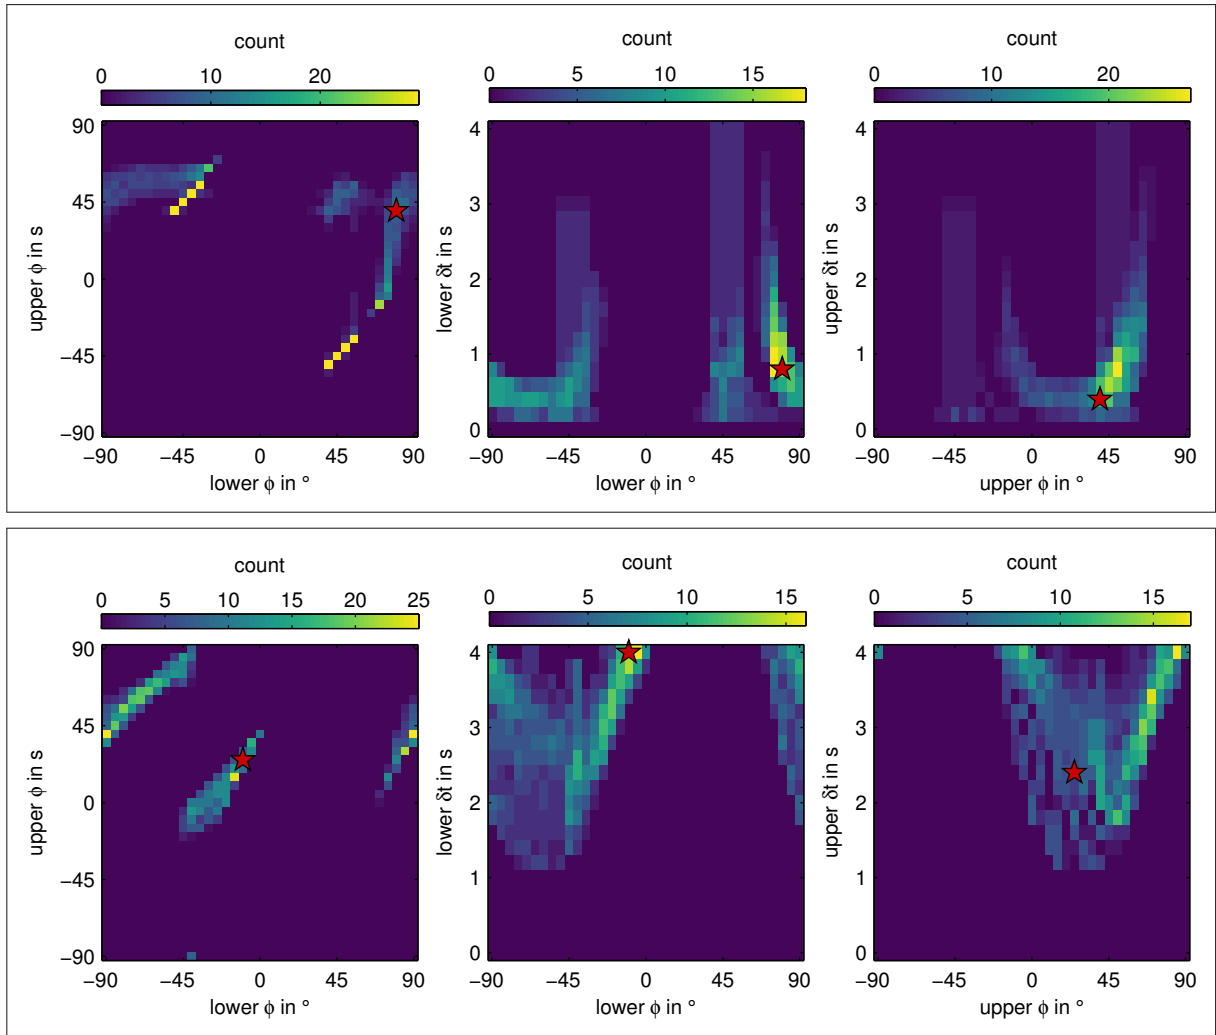 count count count
0 10 20 0 5 10 15 0 10 20
90 45 0 −45 −90
upper ϕ in s
−90 −45 0 45 90
lower ϕ in °
4 3 2 1 0
lower δt in s
−90 −45 0 45 90
lower ϕ in °
4 3 2 1 0
upper δt in s
−90 −45 0 45 90
upper ϕ in °
count count count
0 5 10 15 20 25 0 5 10 15 0 5 10 15
90 45 0 −45 −90
upper ϕ in s
−90 −45 0 45 90
lower ϕ in °
4 3 2 1 0
lower δt in s
−90 −45 0 45 90
lower ϕ in °
4 3 2 1 0
upper δt in s
−90 −45 0 45 90
upper ϕ in °